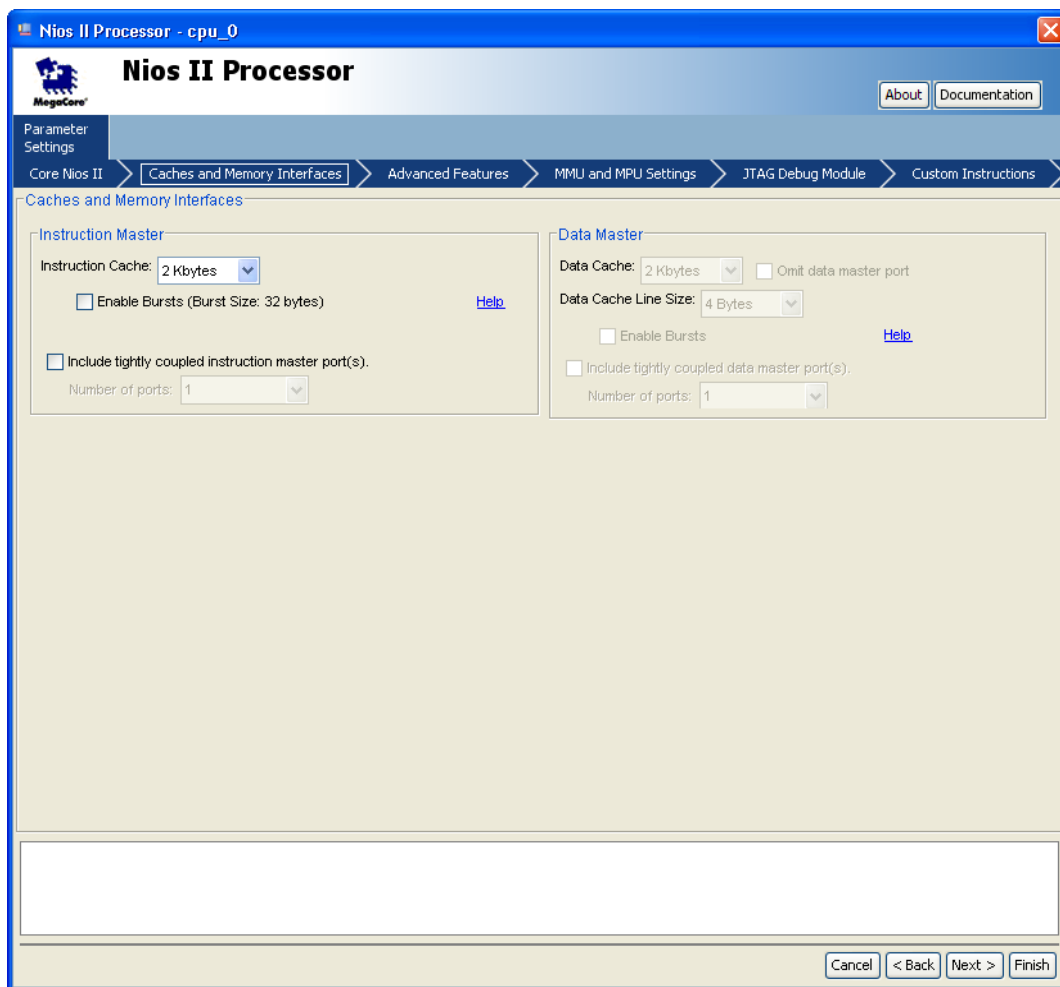 Nios II Processor - cpu_0
MegaCore®
Nios II Processor
About
Documentation
Parameter
Settings
Core Nios II
Caches and Memory Interfaces
Advanced Features
MMU and MPU Settings
JTAG Debug Module
Custom Instructions
Caches and Memory Interfaces
Instruction Master
Instruction Cache: 2 Kbytes
Enable Bursts (Burst Size: 32 bytes) Help
Include tightly coupled instruction master port(s).
Number of ports: 1
Data Master
Data Cache: 2 Kbytes Omit data master port
Data Cache Line Size: 4 Bytes
Enable Bursts Help
Include tightly coupled data master port(s).
Number of ports: 1
Cancel < Back Next > Finish